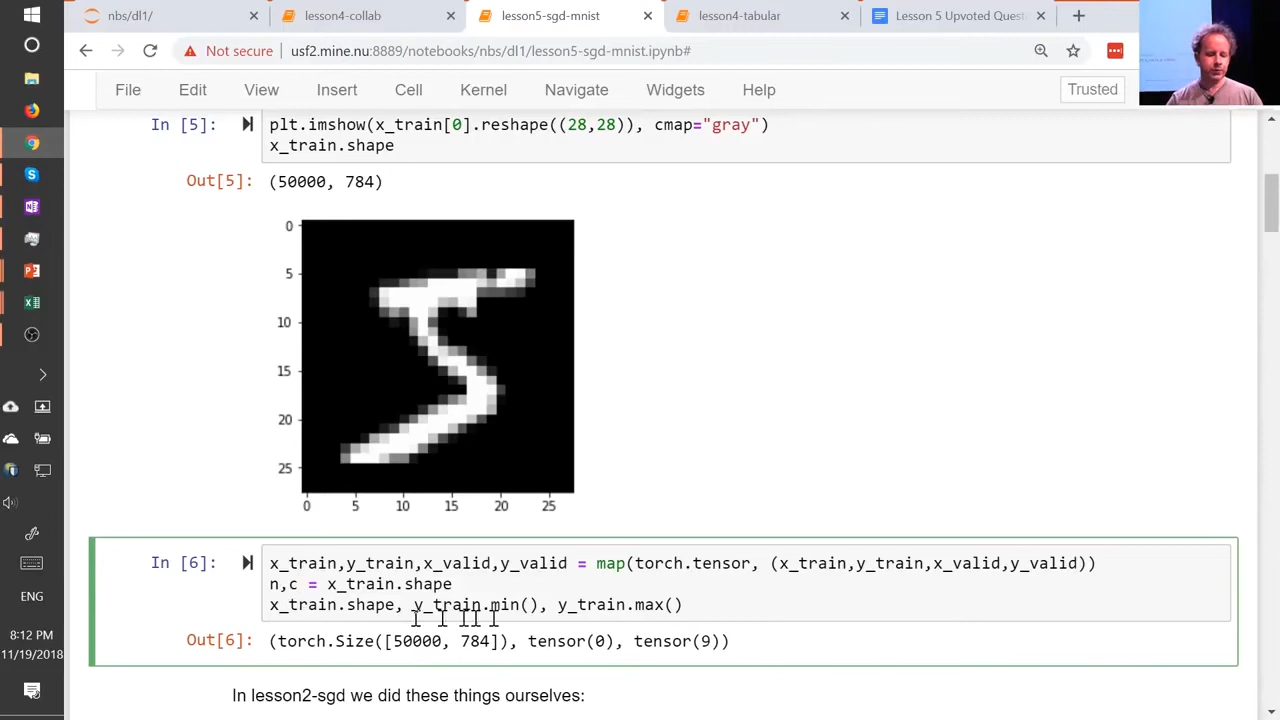 nbs/dl1/
lesson4-collab
lesson5-sgd-mnist
lesson4-tabular
Lesson 5 Upvoted Quest
Not secure
usf2.mine.nu:8889/notebooks/nbs/dl1/lesson5-sgd-mnist.ipynb#
File Edit View Insert Cell Kernel Navigate Widgets Help
Trusted
In [5]:
plt.imshow(x_train[0].reshape((28,28)), cmap="gray")
x_train.shape
Out[5]: (50000, 784)
0
5
10
15
20
25
0 5 10 15 20 25
In [6]:
x_train,y_train,x_valid,y_valid = map(torch.tensor, (x_train,y_train,x_valid,y_valid))
n,c = x_train.shape
x_train.shape, y_train.min(), y_train.max()
Out[6]: (torch.Size([50000, 784]), tensor(0), tensor(9))
In lesson2-sgd we did these things ourselves:
ENG
8:12 PM
11/19/2018